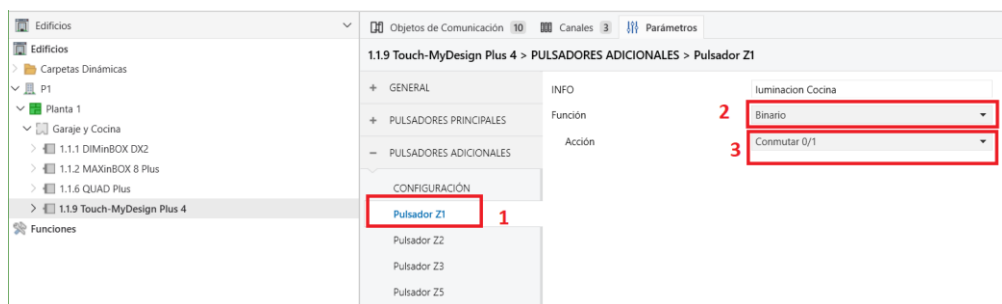 Edificios
Edificios
Carpetas Dinámicas
P1
Planta 1
Garaje y Cocina
1.1.1 DIMinBOX DX2
1.1.2 MAXinBOX 8 Plus
1.1.6 QUAD Plus
1.1.9 Touch-MyDesign Plus 4
Funciones
Objetos de Comunicación 10 Canales 3 Parámetros
1.1.9 Touch-MyDesign Plus 4 > PULSADORES ADICIONALES > Pulsador Z1
+ GENERAL
+ PULSADORES PRINCIPALES
− PULSADORES ADICIONALES
CONFIGURACIÓN
Pulsador Z1 1
Pulsador Z2
Pulsador Z3
Pulsador Z5
INFO Iuminacion Cocina
Función 2 Binario
Acción 3 Conmutar 0/1